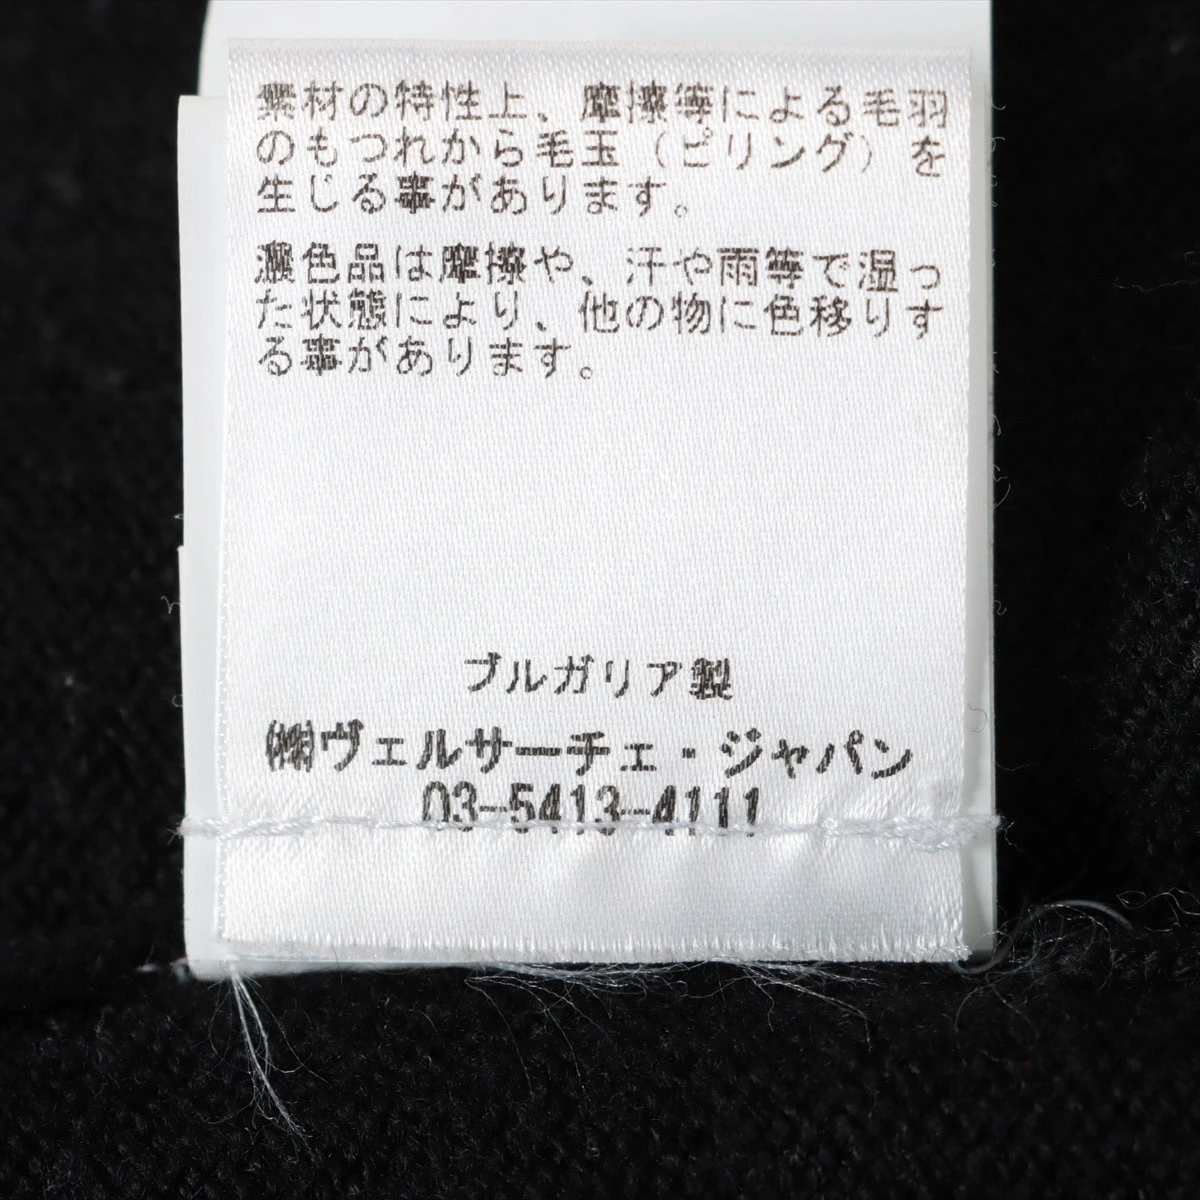 素材の特性上、摩擦等による毛羽
のもつれから毛玉（ピリング）を
生じる事があります。
濃色品は摩擦や、汗や雨等で湿っ
た状態により、他の物に色移りす
る事があります。
ブルガリア製
㈱ヴェルサーチェ・ジャパン
03-5413-4111